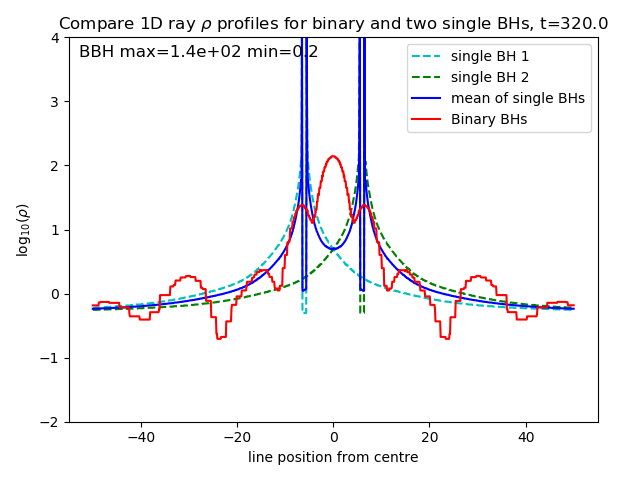 Compare 1D ray ρ profiles for binary and two single BHs, t=320.0
BBH max=1.4e+02 min=0.2
single BH 1
single BH 2
mean of single BHs
Binary BHs
log₁₀(ρ)
4
3
2
1
0
−1
−2
−40
−20
0
20
40
line position from centre